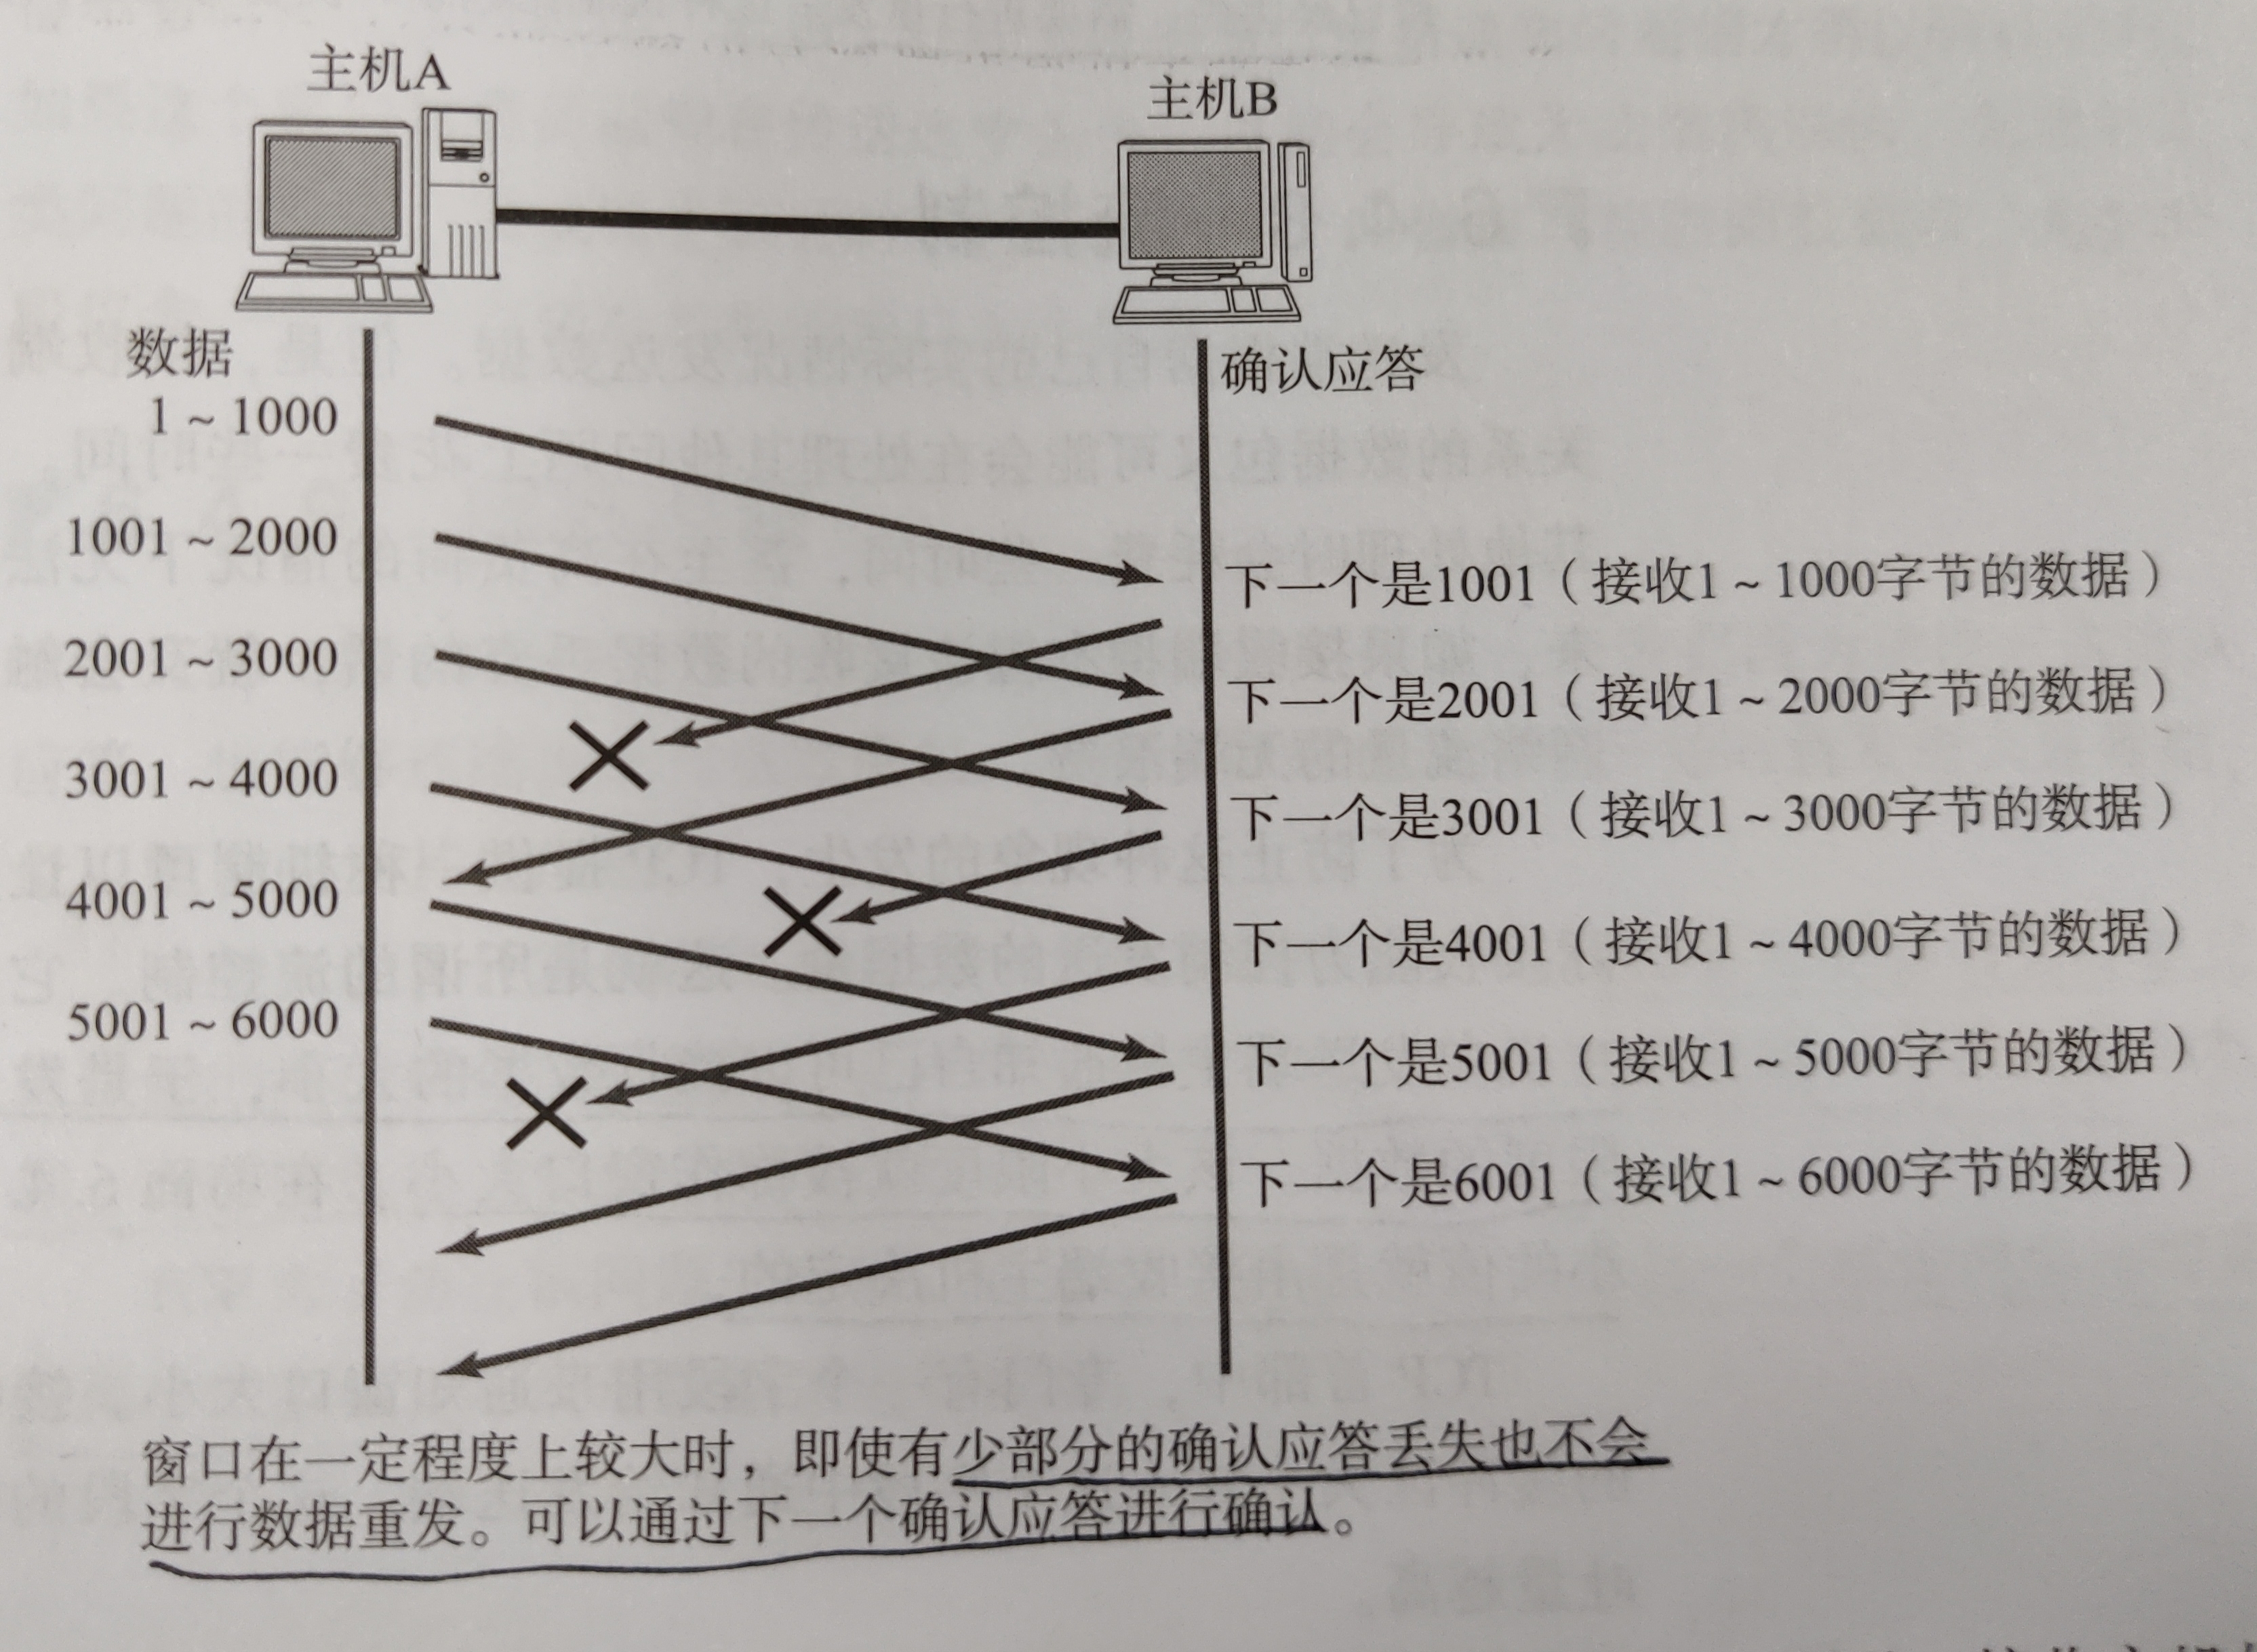 主机A
主机B
数据
确认应答
1～1000
1001～2000
下一个是1001（接收1～1000字节的数据）
2001～3000
下一个是2001（接收1～2000字节的数据）
3001～4000
下一个是3001（接收1～3000字节的数据）
4001～5000
下一个是4001（接收1～4000字节的数据）
5001～6000
下一个是5001（接收1～5000字节的数据）
下一个是6001（接收1～6000字节的数据）
窗口在一定程度上较大时，即使有少部分的确认应答丢失也不会
进行数据重发。可以通过下一个确认应答进行确认。